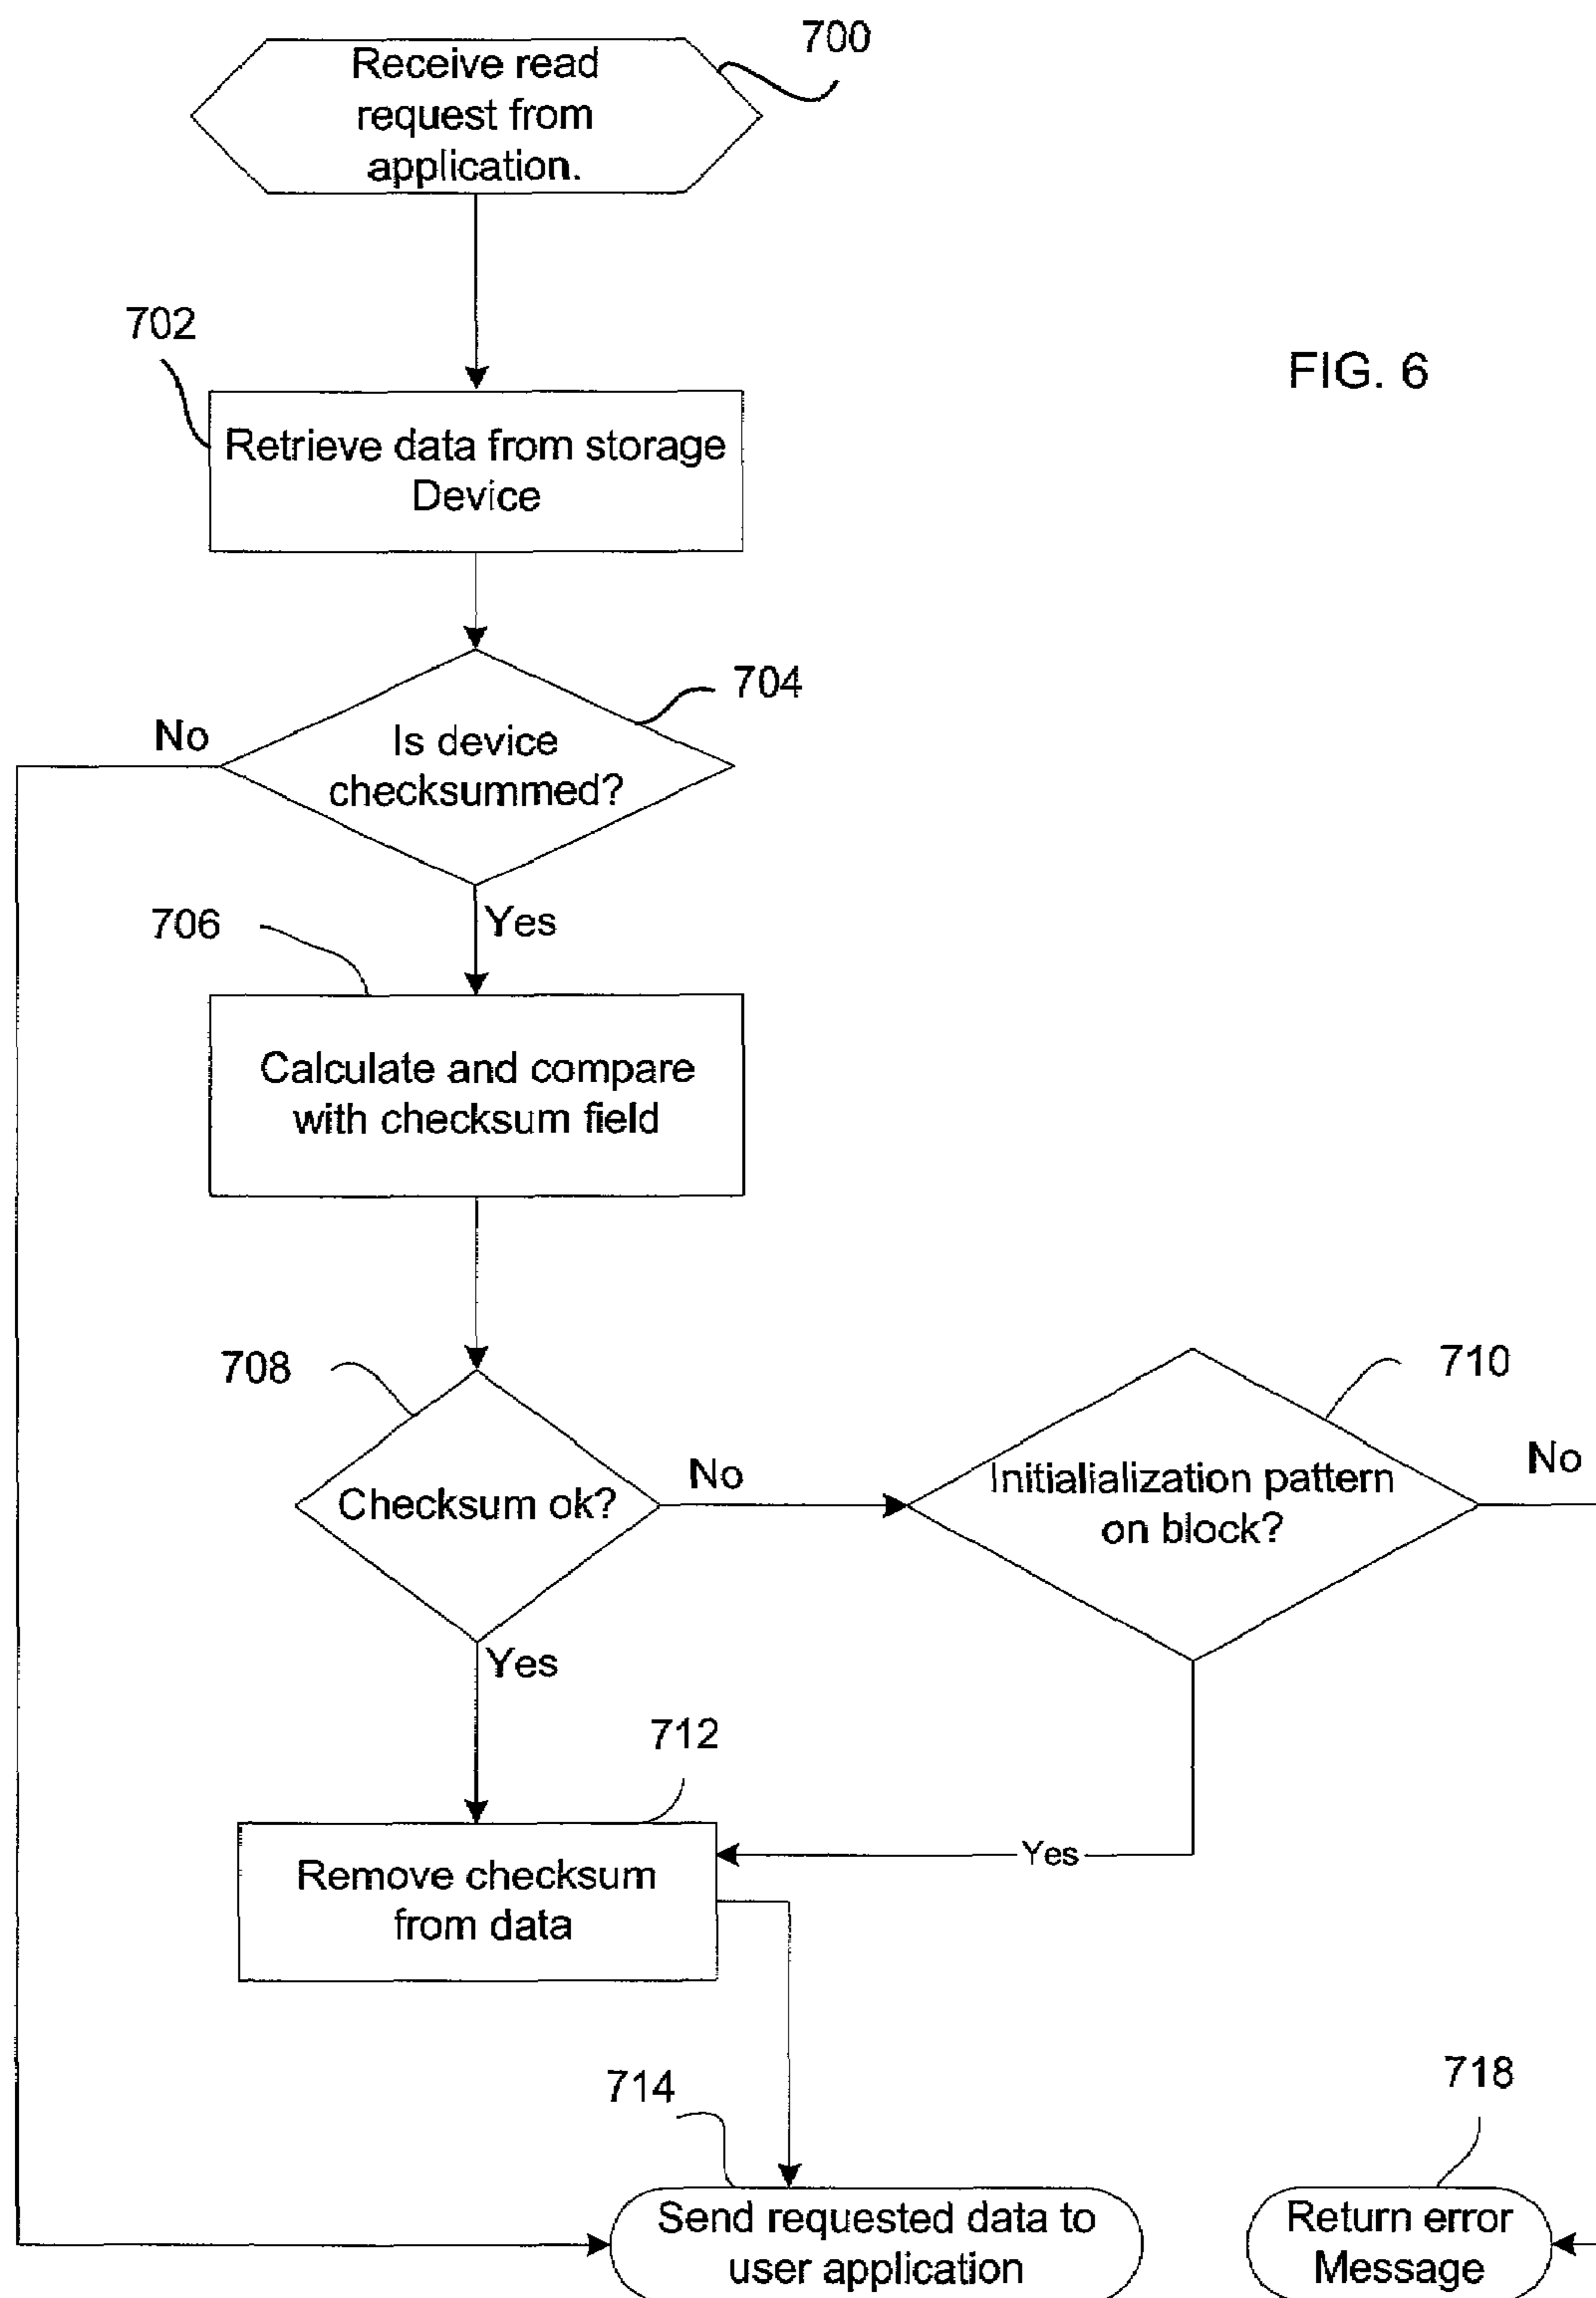 700
Receive read
request from
application.
702
FIG. 6
Retrieve data from storage
Device
704
No
Is device
checksummed?
706
Yes
Calculate and compare
with checksum field
708
710
No
No
Initialialization pattern
on block?
Checksum ok?
Yes
712
Yes
Remove checksum
from data
714
718
Send requested data to
user application
Return error
Message